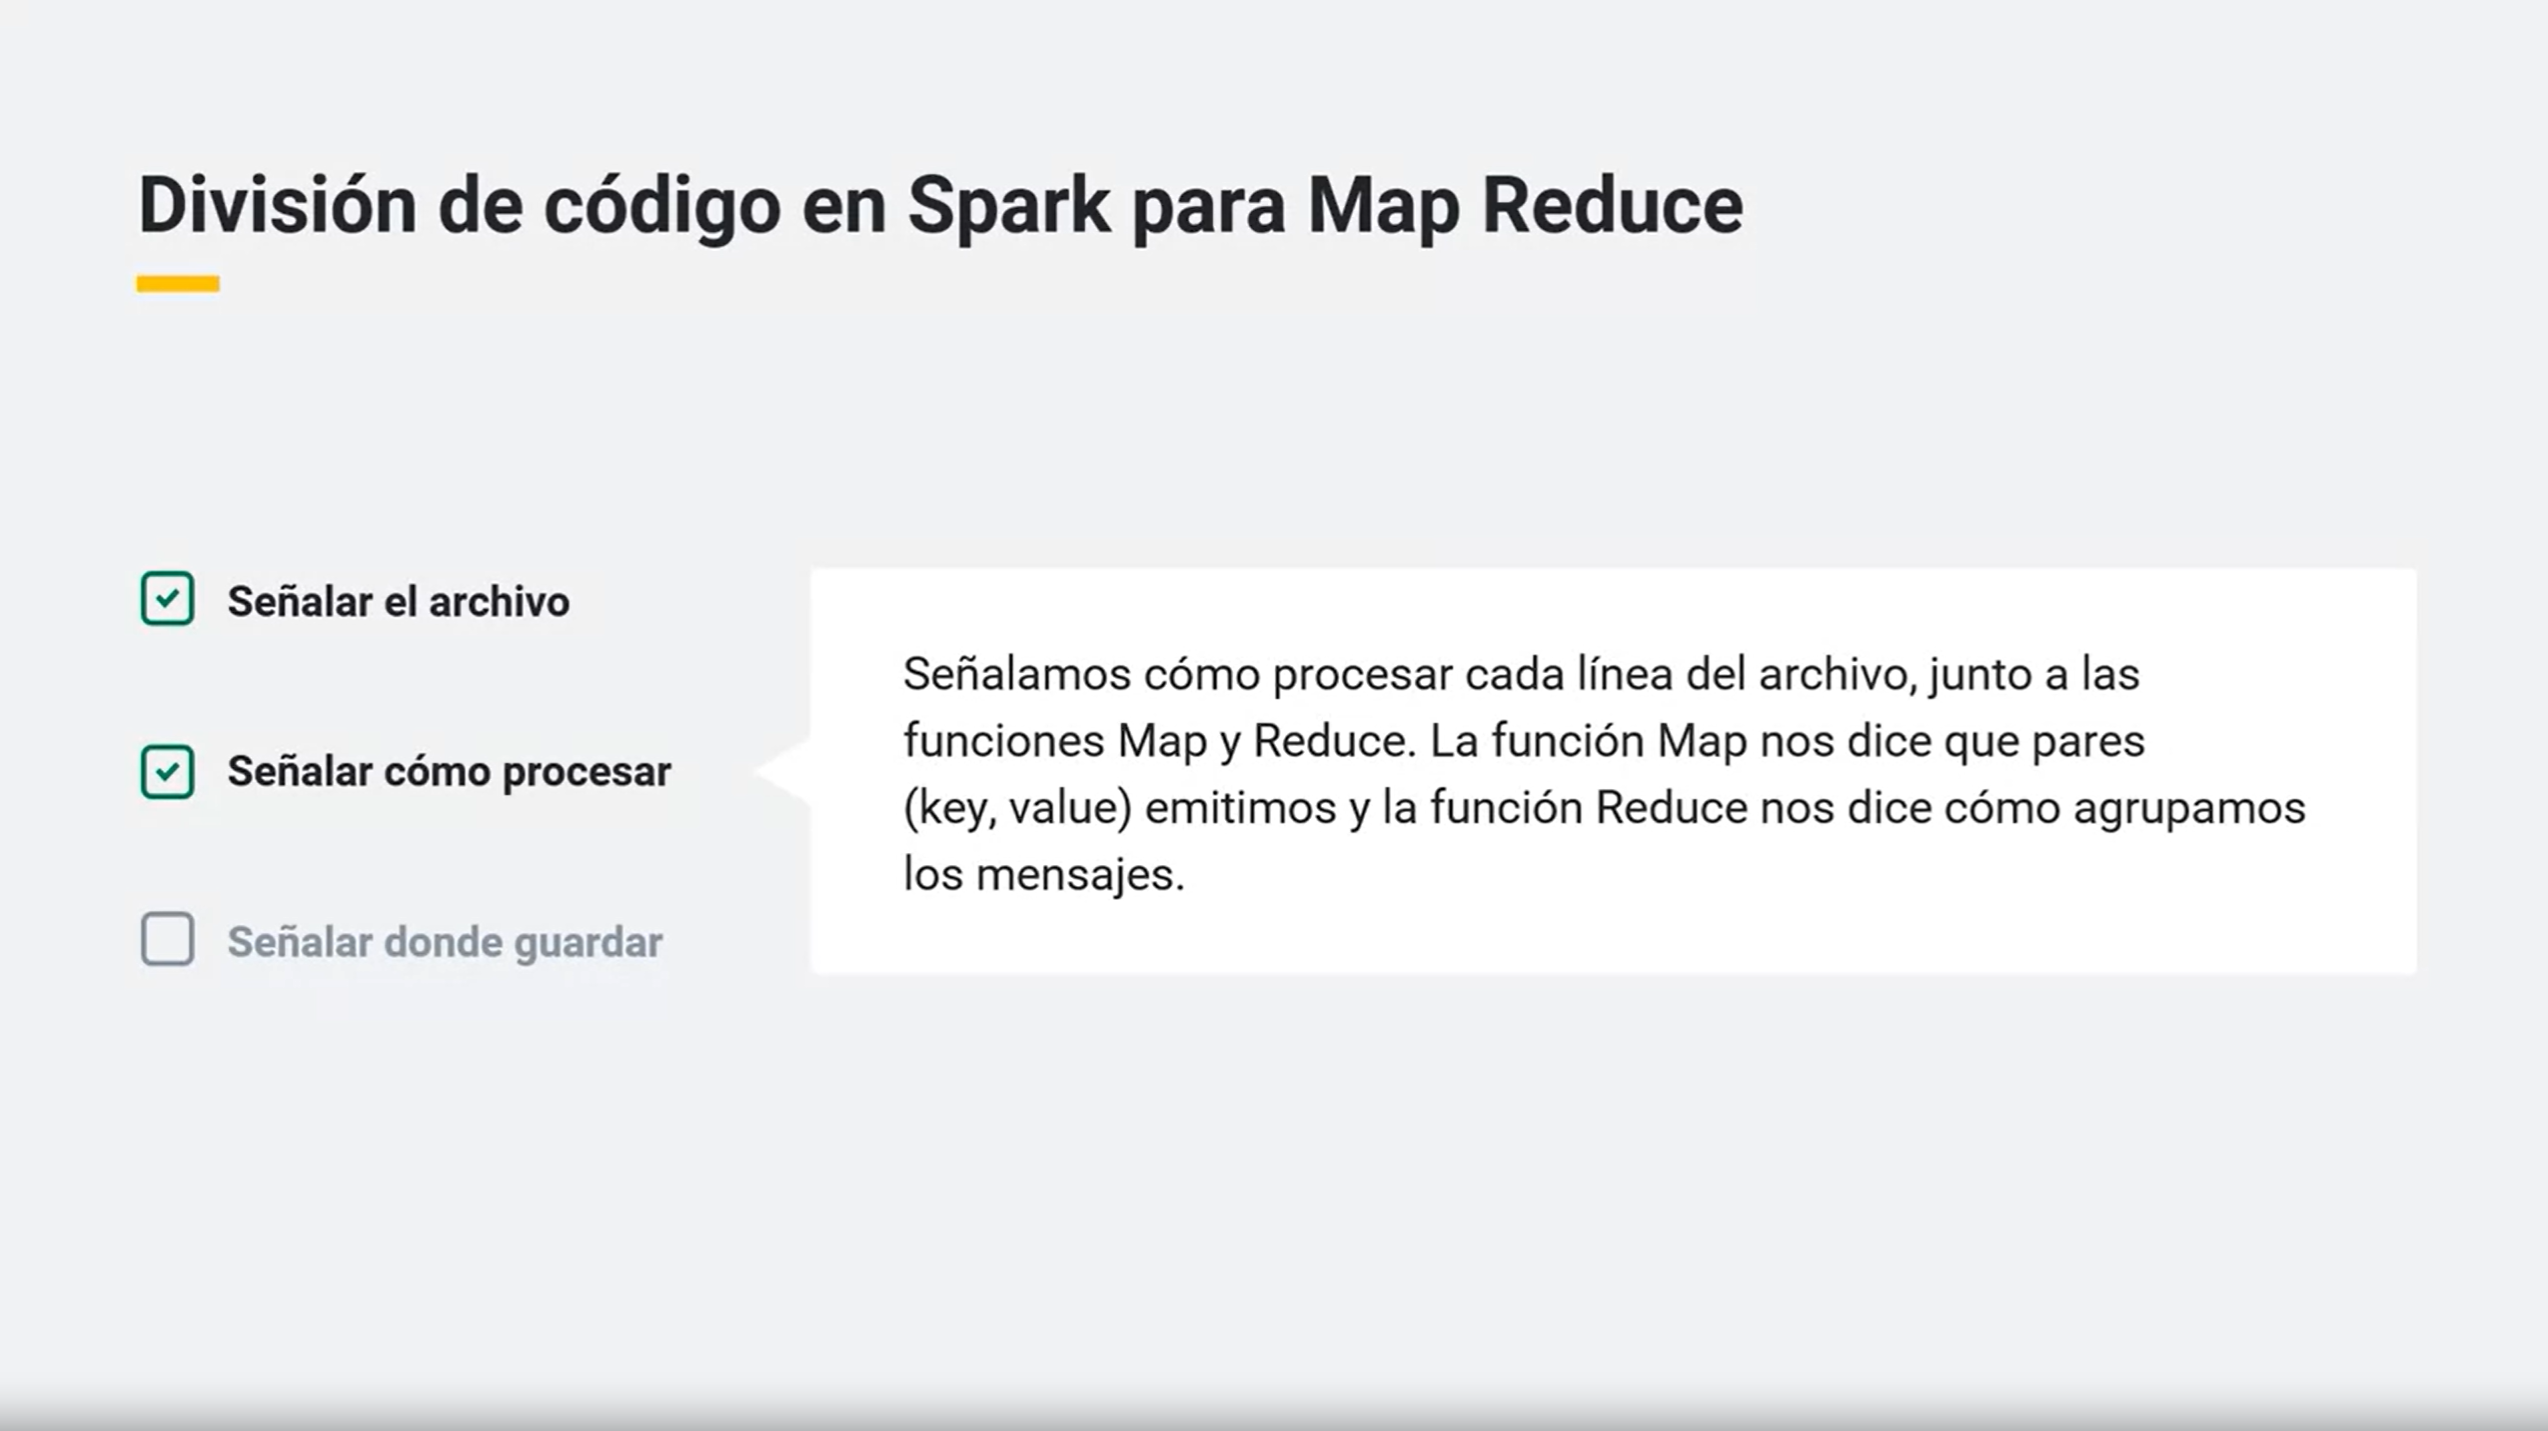 División de código en Spark para Map Reduce
Señalar el archivo
Señalar cómo procesar
Señalar donde guardar
Señalamos cómo procesar cada línea del archivo, junto a las
funciones Map y Reduce. La función Map nos dice que pares
(key, value) emitimos y la función Reduce nos dice cómo agrupamos
los mensajes.